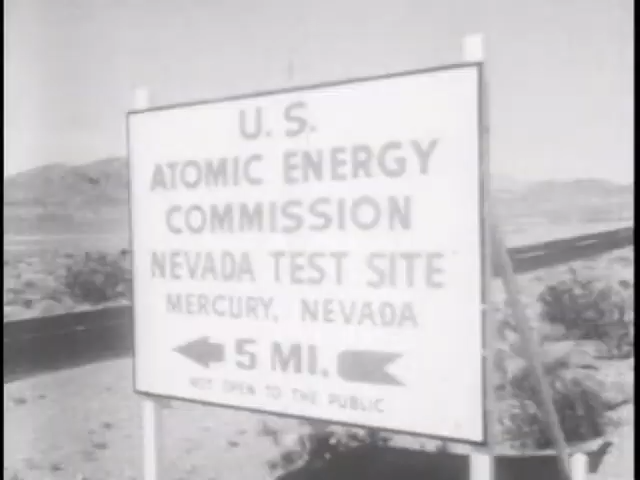 U.S.
ATOMIC ENERGY
COMMISSION
NEVADA TEST SITE
MERCURY, NEVADA
5 MI.
NOT OPEN TO THE PUBLIC